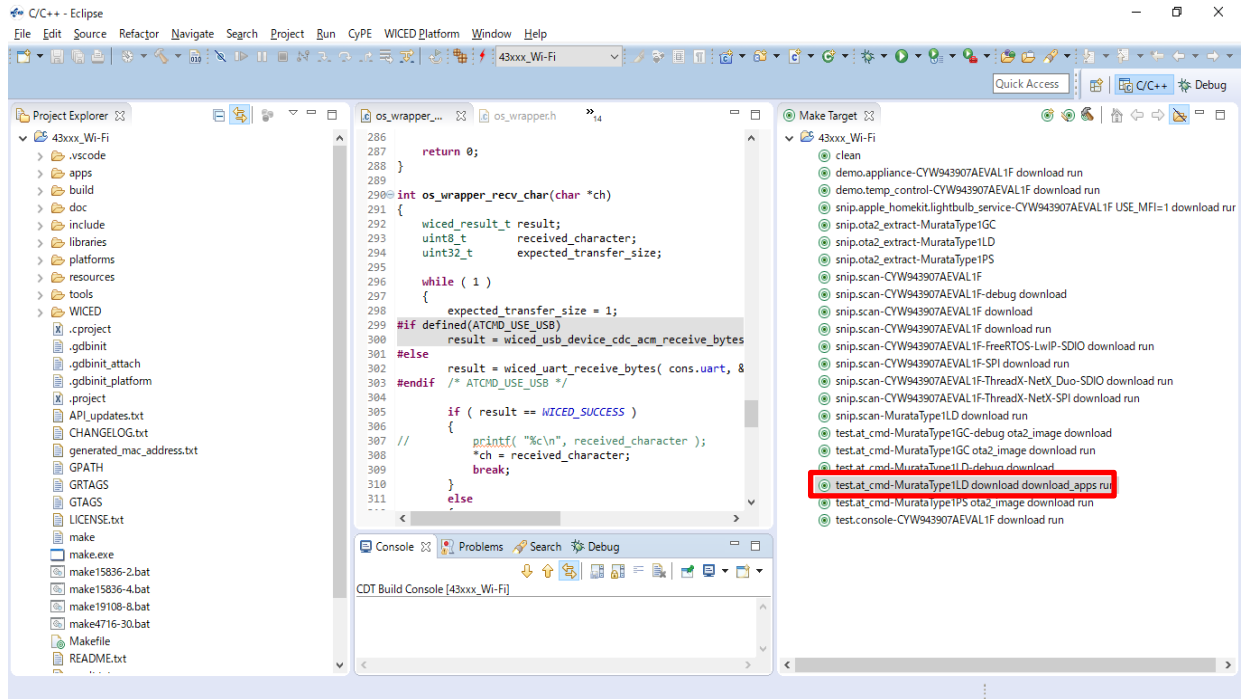 C/C++ - Eclipse
File Edit Source Refactor Navigate Search Project Run CyPE WICED Platform Window Help
43xxx_Wi-Fi
Quick Access
C/C++
Debug
Project Explorer
43xxx_Wi-Fi
.vscode
apps
build
doc
include
libraries
platforms
resources
tools
WICED
.cproject
.gdbinit
.gdbinit_attach
.gdbinit_platform
.project
API_updates.txt
CHANGELOG.txt
generated_mac_address.txt
GPATH
GRTAGS
GTAGS
LICENSE.txt
make
make.exe
make15836-2.bat
make15836-4.bat
make19108-8.bat
make4716-30.bat
Makefile
README.txt
os_wrapper_... os_wrapper.h »14
286
287     return 0;
288 }
289
290 int os_wrapper_recv_char(char *ch)
291 {
292     wiced_result_t result;
293     uint8_t        received_character;
294     uint32_t       expected_transfer_size;
295
296     while ( 1 )
297     {
298         expected_transfer_size = 1;
299 #if defined(ATCMD_USE_USB)
300         result = wiced_usb_device_cdc_acm_receive_bytes
301 #else
302         result = wiced_uart_receive_bytes( cons.uart, &
303 #endif  /* ATCMD_USE_USB */
304
305         if ( result == WICED_SUCCESS )
306         {
307 //          printf( "%c\n", received_character );
308             *ch = received_character;
309             break;
310         }
311         else
Console Problems Search Debug
CDT Build Console [43xxx_Wi-Fi]
Make Target
43xxx_Wi-Fi
clean
demo.appliance-CYW943907AEVAL1F download run
demo.temp_control-CYW943907AEVAL1F download run
snip.apple_homekit.lightbulb_service-CYW943907AEVAL1F USE_MFI=1 download rur
snip.ota2_extract-MurataType1GC
snip.ota2_extract-MurataType1LD
snip.ota2_extract-MurataType1PS
snip.scan-CYW943907AEVAL1F
snip.scan-CYW943907AEVAL1F-debug download
snip.scan-CYW943907AEVAL1F download
snip.scan-CYW943907AEVAL1F download run
snip.scan-CYW943907AEVAL1F-FreeRTOS-LwIP-SDIO download run
snip.scan-CYW943907AEVAL1F-SPI download run
snip.scan-CYW943907AEVAL1F-ThreadX-NetX_Duo-SDIO download run
snip.scan-CYW943907AEVAL1F-ThreadX-NetX-SPI download run
snip.scan-MurataType1LD download run
test.at_cmd-MurataType1GC-debug ota2_image download
test.at_cmd-MurataType1GC ota2_image download run
test.at_cmd-MurataType1LD-debug download
test.at_cmd-MurataType1LD download download_apps run
test.at_cmd-MurataType1PS ota2_image download run
test.console-CYW943907AEVAL1F download run